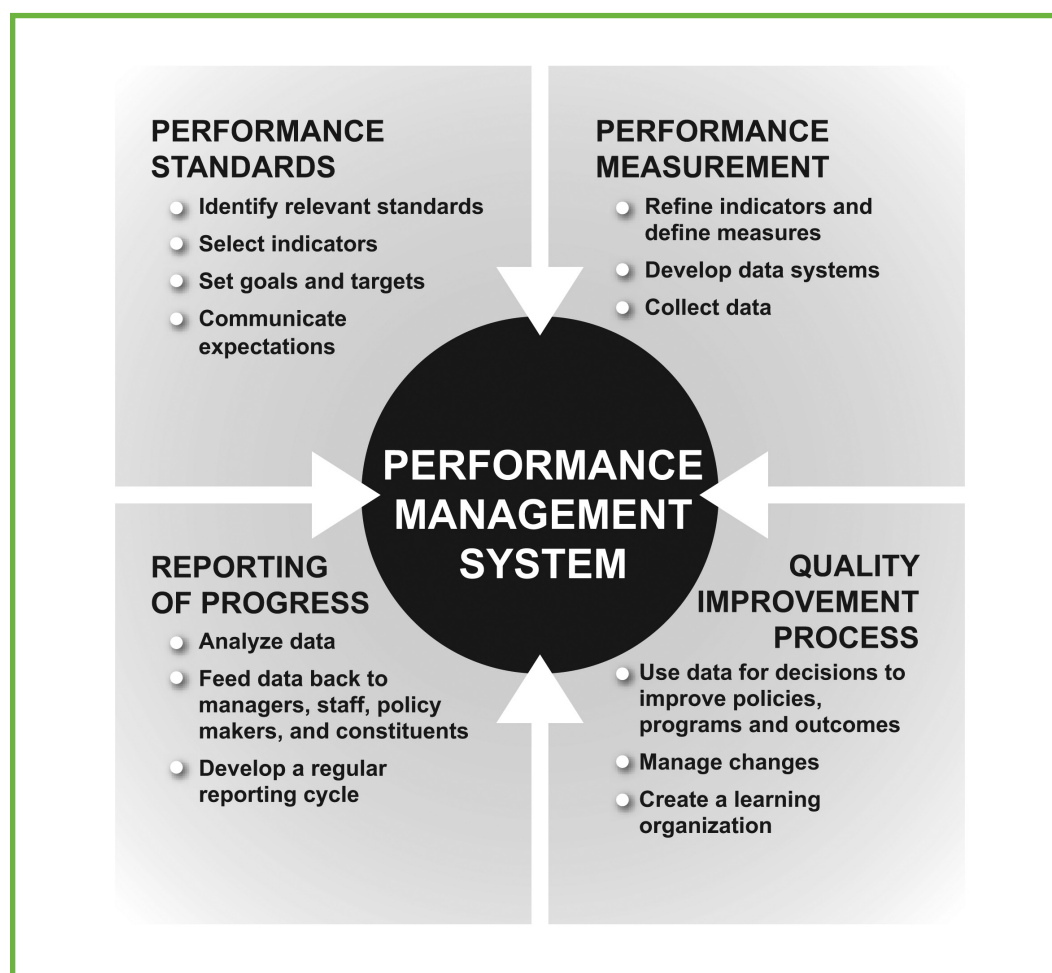 PERFORMANCE
STANDARDS
Identify relevant standards
Select indicators
Set goals and targets
Communicate
expectations
PERFORMANCE
MEASUREMENT
Refine indicators and
define measures
Develop data systems
Collect data
PERFORMANCE
MANAGEMENT
SYSTEM
REPORTING
OF PROGRESS
Analyze data
Feed data back to
managers, staff, policy
makers, and constituents
Develop a regular
reporting cycle
QUALITY
IMPROVEMENT
PROCESS
Use data for decisions to
improve policies,
programs and outcomes
Manage changes
Create a learning
organization